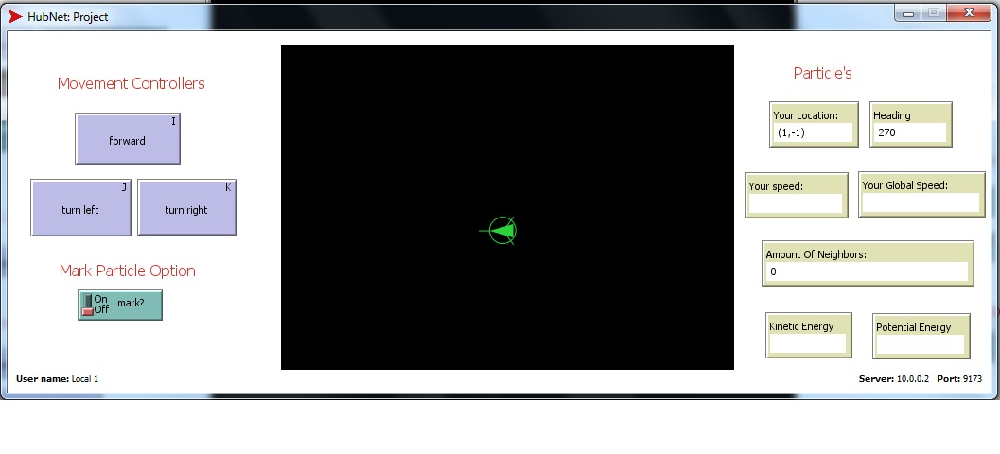 HubNet: Project
Movement Controllers
I
forward
J
turn left
K
turn right
Mark Particle Option
On
Off
mark?
User name: Local 1
Particle's
Your Location:
(1,-1)
Heading
270
Your speed:
Your Global Speed:
Amount Of Neighbors:
0
Kinetic Energy
Potential Energy
Server: 10.0.0.2 Port: 9173